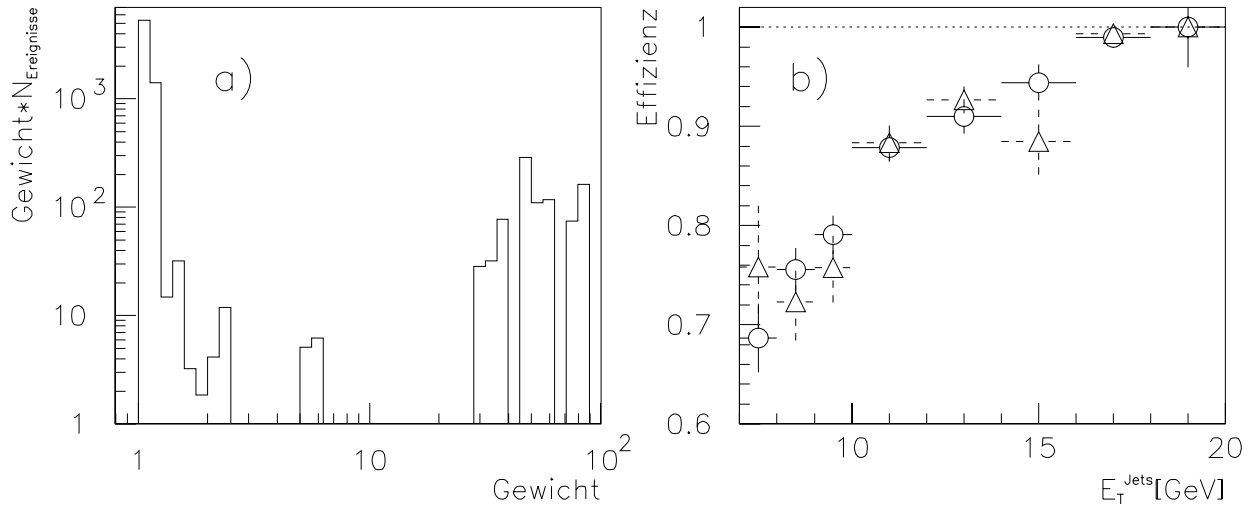 Gewicht*N_Ereignisse
10^3
10^2
10
1
a)
1
10
10^2
Gewicht
Effizienz
1
0.9
0.8
0.7
0.6
b)
10
15
20
E_T^Jets[GeV]